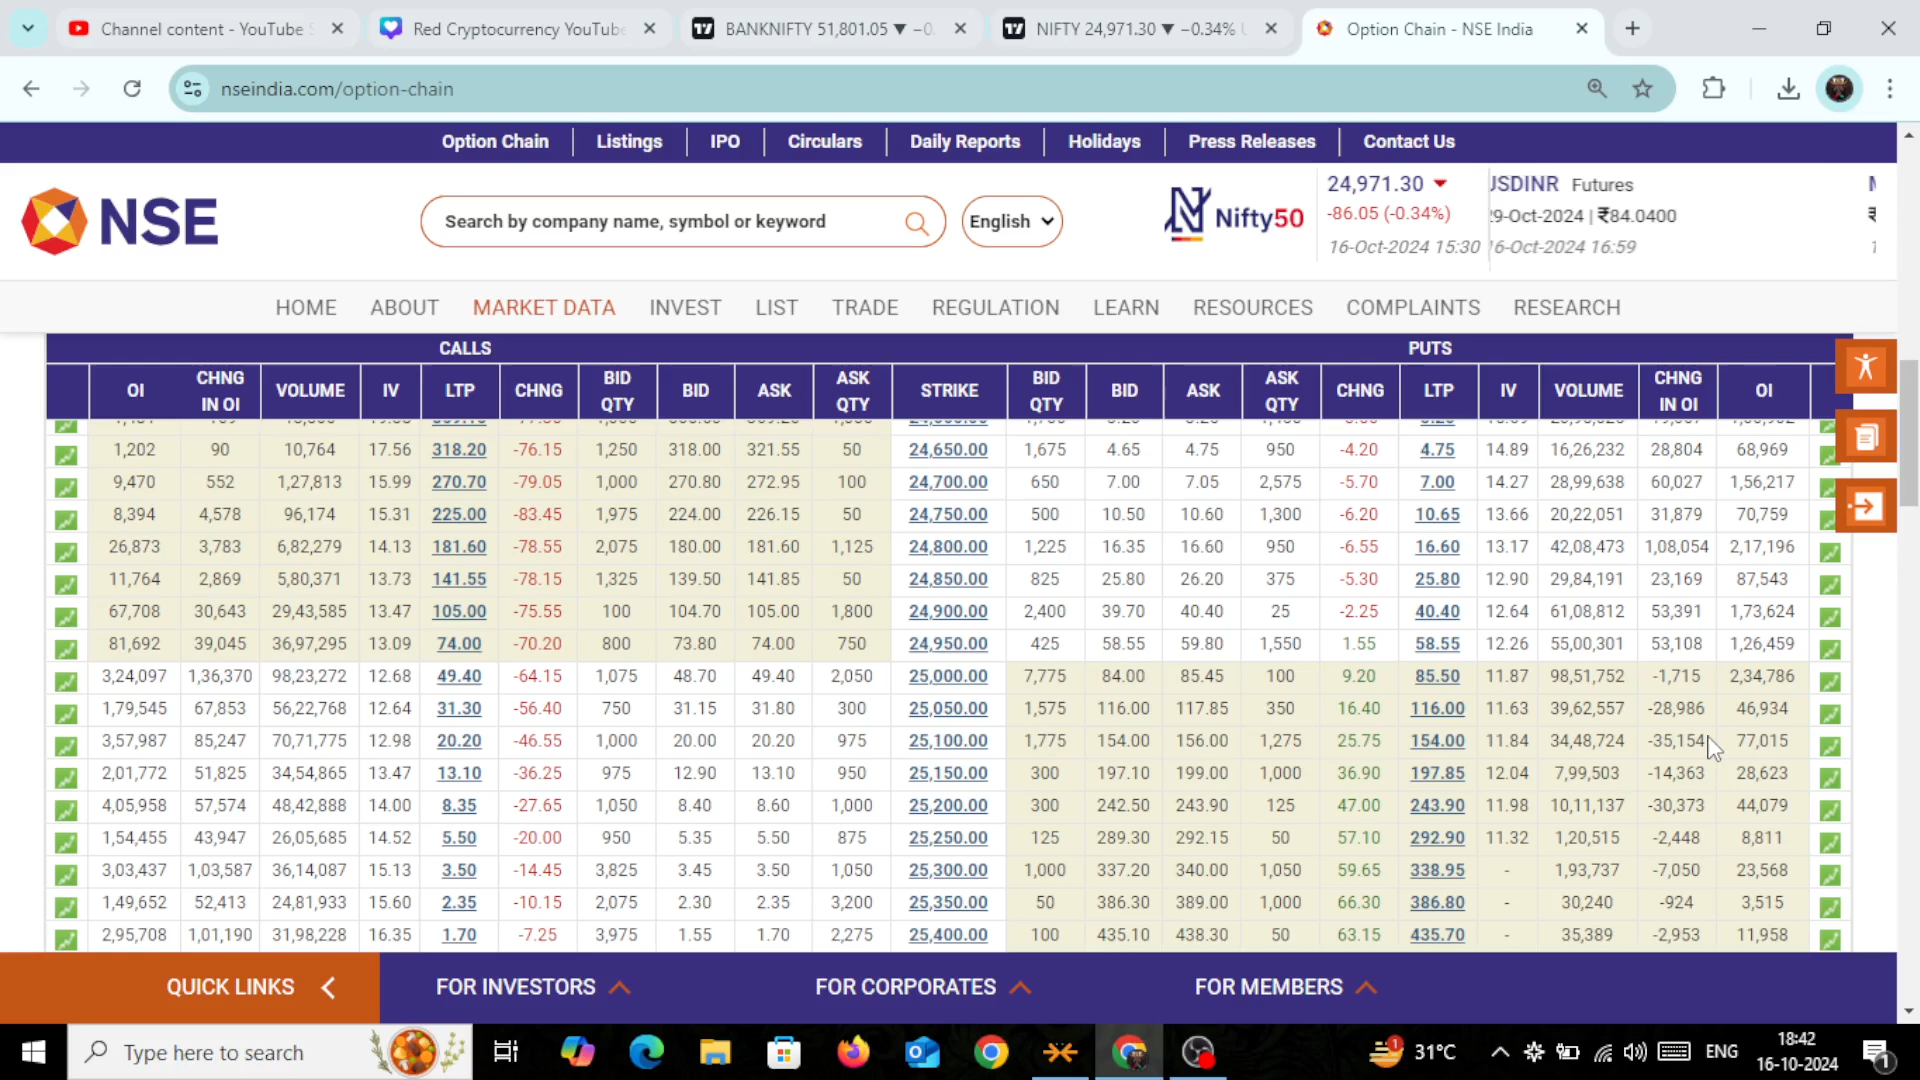 Channel content - YouTube S
Red Cryptocurrency YouTube
BANKNIFTY 51,801.05 ▼ −0.
NIFTY 24,971.30 ▼ −0.34% U
Option Chain - NSE India
nseindia.com/option-chain
Option Chain Listings IPO Circulars Daily Reports Holidays Press Releases Contact Us
NSE
Search by company name, symbol or keyword
English
Nifty50
24,971.30
-86.05 (-0.34%)
16-Oct-2024 15:30
JSDINR Futures
9-Oct-2024 | ₹84.0400
6-Oct-2024 16:59
HOME ABOUT MARKET DATA INVEST LIST TRADE REGULATION LEARN RESOURCES COMPLAINTS RESEARCH
CALLS PUTS
OI CHNG IN OI VOLUME IV LTP CHNG BID QTY BID ASK ASK QTY STRIKE BID QTY BID ASK ASK QTY CHNG LTP IV VOLUME CHNG IN OI OI
1,202 90 10,764 17.56 318.20 -76.15 1,250 318.00 321.55 50 24,650.00 1,675 4.65 4.75 950 -4.20 4.75 14.89 16,26,232 28,804 68,969
9,470 552 1,27,813 15.99 270.70 -79.05 1,000 270.80 272.95 100 24,700.00 650 7.00 7.05 2,575 -5.70 7.00 14.27 28,99,638 60,027 1,56,217
8,394 4,578 96,174 15.31 225.00 -83.45 1,975 224.00 226.15 50 24,750.00 500 10.50 10.60 1,300 -6.20 10.65 13.66 20,22,051 31,879 70,759
26,873 3,783 6,82,279 14.13 181.60 -78.55 2,075 180.00 181.60 1,125 24,800.00 1,225 16.35 16.60 950 -6.55 16.60 13.17 42,08,473 1,08,054 2,17,196
11,764 2,869 5,80,371 13.73 141.55 -78.15 1,325 139.50 141.85 50 24,850.00 825 25.80 26.20 375 -5.30 25.80 12.90 29,84,191 23,169 87,543
67,708 30,643 29,43,585 13.47 105.00 -75.55 100 104.70 105.00 1,800 24,900.00 2,400 39.70 40.40 25 -2.25 40.40 12.64 61,08,812 53,391 1,73,624
81,692 39,045 36,97,295 13.09 74.00 -70.20 800 73.80 74.00 750 24,950.00 425 58.55 59.80 1,550 1.55 58.55 12.26 55,00,301 53,108 1,26,459
3,24,097 1,36,370 98,23,272 12.68 49.40 -64.15 1,075 48.70 49.40 2,050 25,000.00 7,775 84.00 85.45 100 9.20 85.50 11.87 98,51,752 -1,715 2,34,786
1,79,545 67,853 56,22,768 12.64 31.30 -56.40 750 31.15 31.80 300 25,050.00 1,575 116.00 117.85 350 16.40 116.00 11.63 39,62,557 -28,986 46,934
3,57,987 85,247 70,71,775 12.98 20.20 -46.55 1,000 20.00 20.20 975 25,100.00 1,775 154.00 156.00 1,275 25.75 154.00 11.84 34,48,724 -35,154 77,015
2,01,772 51,825 34,54,865 13.47 13.10 -36.25 975 12.90 13.10 950 25,150.00 300 197.10 199.00 1,000 36.90 197.85 12.04 7,99,503 -14,363 28,623
4,05,958 57,574 48,42,888 14.00 8.35 -27.65 1,050 8.40 8.60 1,000 25,200.00 300 242.50 243.90 125 47.00 243.90 11.98 10,11,137 -30,373 44,079
1,54,455 43,947 26,05,685 14.52 5.50 -20.00 950 5.35 5.50 875 25,250.00 125 289.30 292.15 50 57.10 292.90 11.32 1,20,515 -2,448 8,811
3,03,437 1,03,587 36,14,087 15.13 3.50 -14.45 3,825 3.45 3.50 1,050 25,300.00 1,000 337.20 340.00 1,050 59.65 338.95 - 1,93,737 -7,050 23,568
1,49,652 52,413 24,81,933 15.60 2.35 -10.15 2,075 2.30 2.35 3,200 25,350.00 50 386.30 389.00 1,000 66.30 386.80 - 30,240 -924 3,515
2,95,708 1,01,190 31,98,228 16.35 1.70 -7.25 3,975 1.55 1.70 2,275 25,400.00 100 435.10 438.30 50 63.15 435.70 - 35,389 -2,953 11,958
QUICK LINKS FOR INVESTORS FOR CORPORATES FOR MEMBERS
Type here to search
1
31°C
ENG
18:42
16-10-2024
1